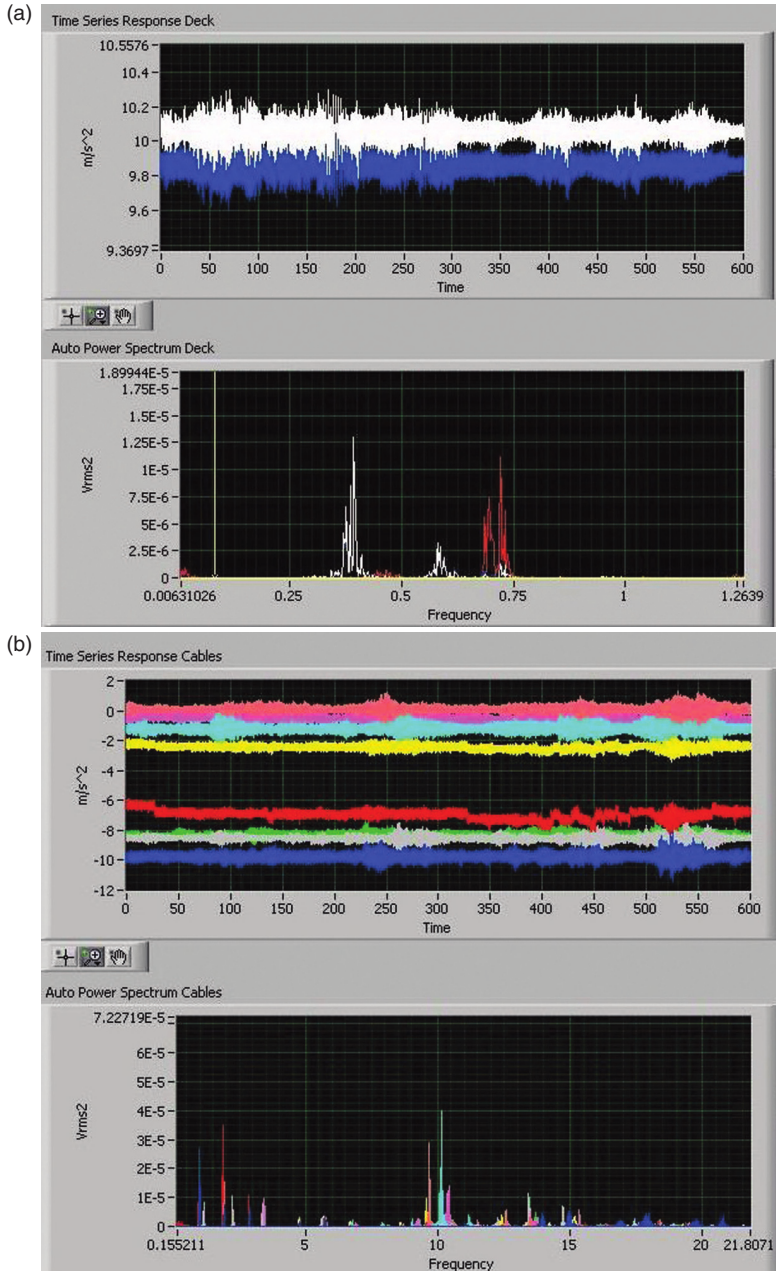 (a)
Time Series Response Deck
10.5576
10.4
10.2
10
9.8
9.6
9.3697
m/s^2
0 50 100 150 200 250 300 350 400 450 500 550 600
Time
Auto Power Spectrum Deck
1.89944E-5
1.75E-5
1.5E-5
1.25E-5
1E-5
7.5E-6
5E-6
2.5E-6
0
Vrms2
0.00631026 0.25 0.5 0.75 1 1.2639
Frequency
(b)
Time Series Response Cables
2
0
-2
-4
-6
-8
-10
-12
m/s^2
0 50 100 150 200 250 300 350 400 450 500 550 600
Time
Auto Power Spectrum Cables
7.22719E-5
6E-5
5E-5
4E-5
3E-5
2E-5
1E-5
0
Vrms2
0.155211 5 10 15 20 21.8071
Frequency